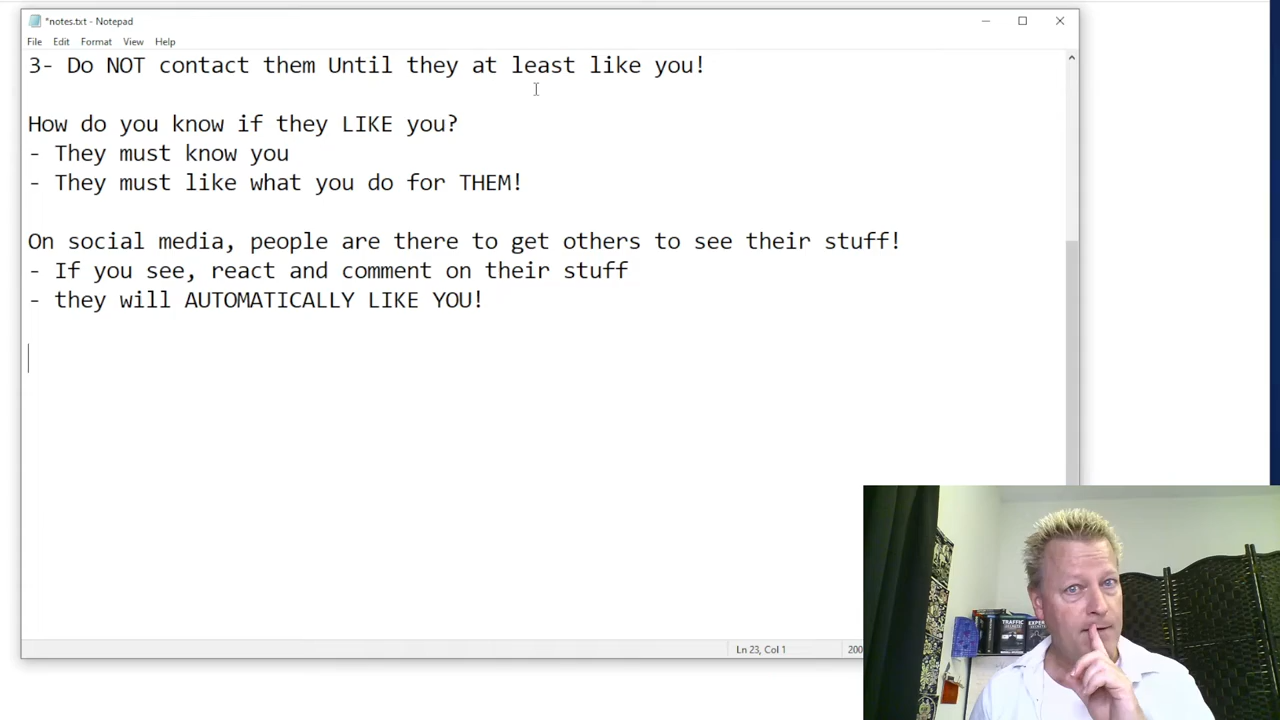 *notes.txt - Notepad
File Edit Format View Help
3- Do NOT contact them Until they at least like you!
How do you know if they LIKE you?
- They must know you
- They must like what you do for THEM!
On social media, people are there to get others to see their stuff!
- If you see, react and comment on their stuff
- they will AUTOMATICALLY LIKE YOU!
Ln 23, Col 1
200
TRAFFIC
SECRETS